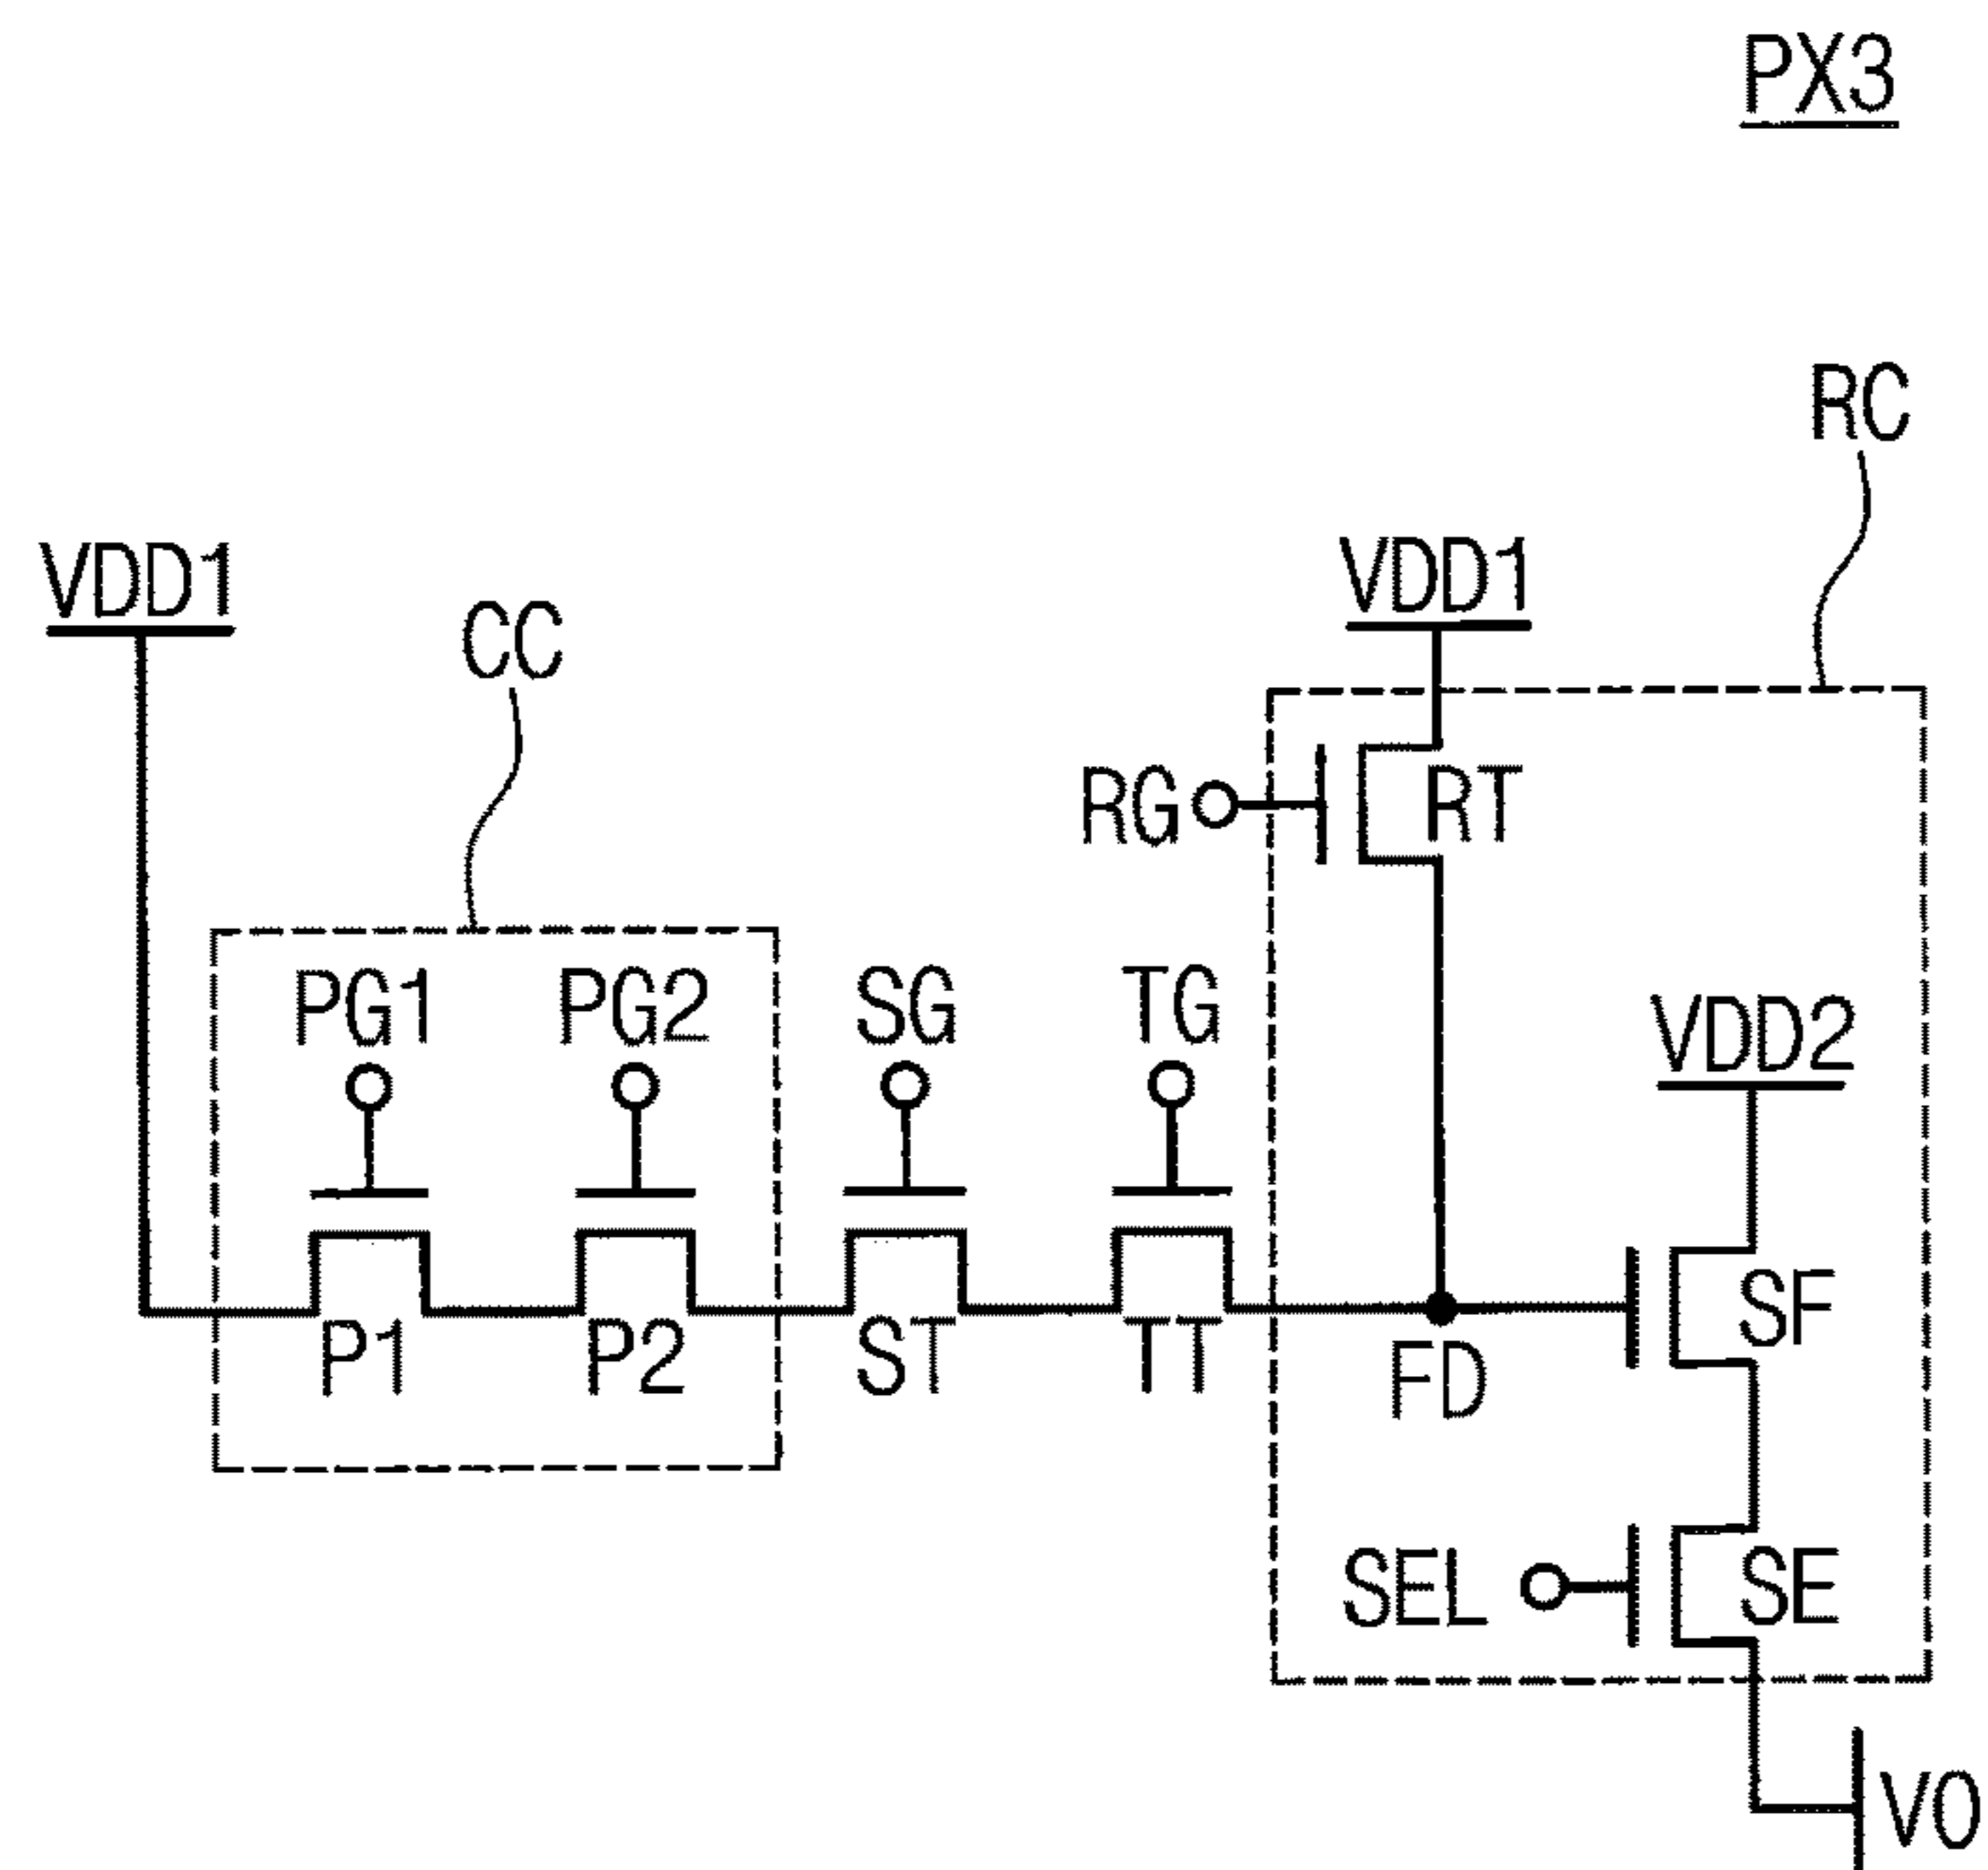 PX3
RC
VDD1
VDD1
CC
RG
RT
PG1
PG2
SG
TG
VDD2
P1
P2
ST
TT
FD
SF
SEL
SE
VO